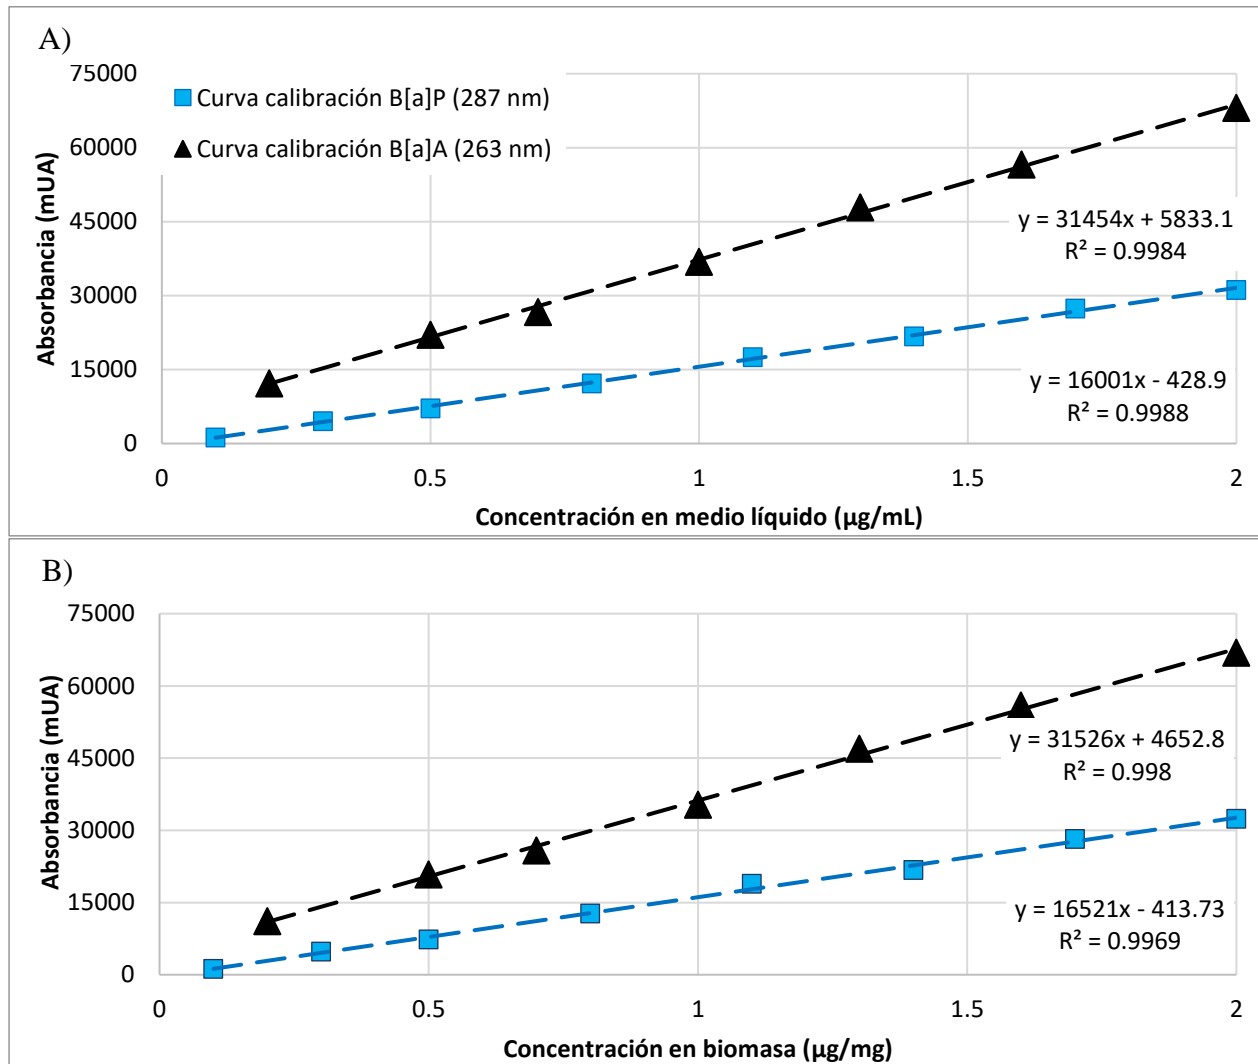 A)
75000
60000
45000
30000
15000
0
Absorbancia (mUA)
Curva calibración B[a]P (287 nm)
Curva calibración B[a]A (263 nm)
y = 31454x + 5833.1
R² = 0.9984
y = 16001x - 428.9
R² = 0.9988
0 0.5 1 1.5 2
Concentración en medio líquido (µg/mL)
B)
75000
60000
45000
30000
15000
0
Absorbancia (mUA)
y = 31526x + 4652.8
R² = 0.998
y = 16521x - 413.73
R² = 0.9969
0 0.5 1 1.5 2
Concentración en biomasa (µg/mg)